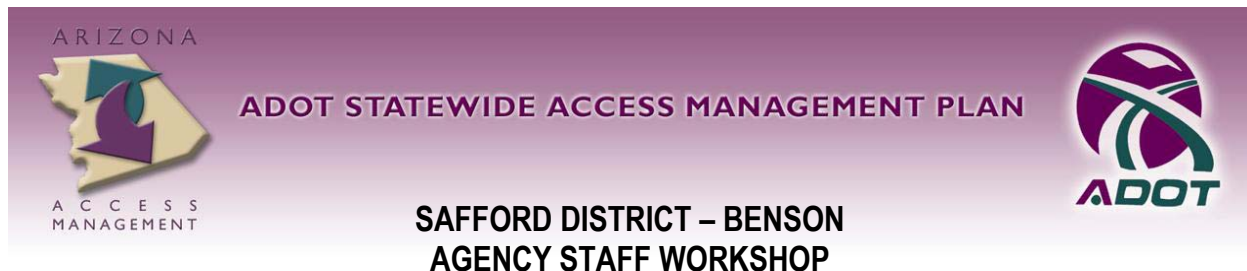 ARIZONA
ADOT STATEWIDE ACCESS MANAGEMENT PLAN
ACCESS
MANAGEMENT
ADOT
SAFFORD DISTRICT – BENSON
AGENCY STAFF WORKSHOP